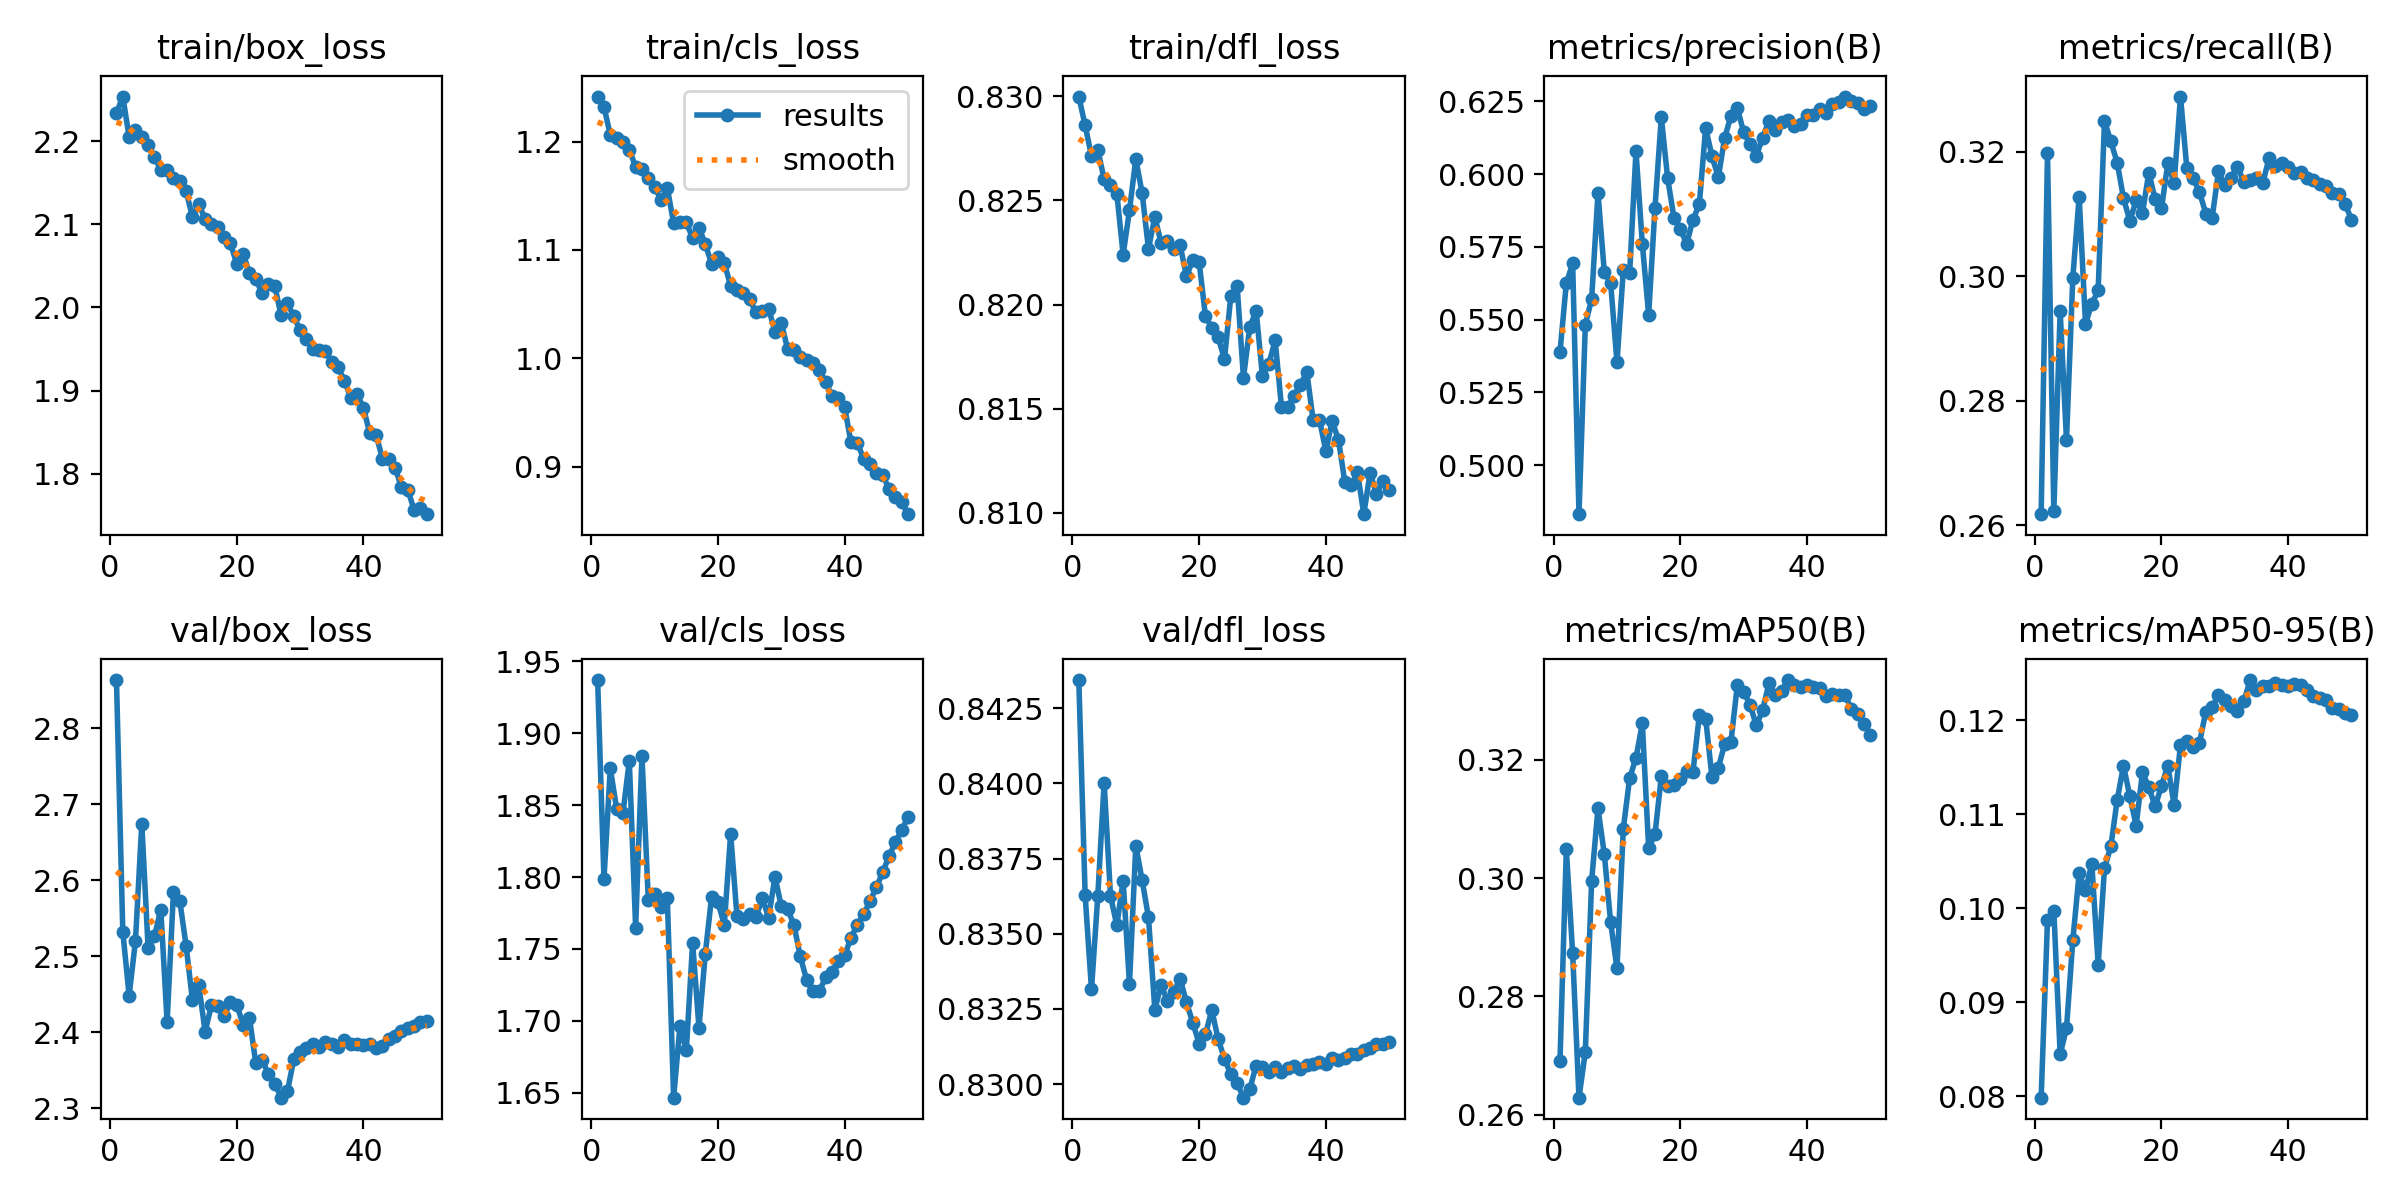 train/box_loss
2.2
2.1
2.0
1.9
1.8
0 20 40
train/cls_loss
results
smooth
1.2
1.1
1.0
0.9
0 20 40
train/dfl_loss
0.830
0.825
0.820
0.815
0.810
0 20 40
metrics/precision(B)
0.625
0.600
0.575
0.550
0.525
0.500
0 20 40
metrics/recall(B)
0.32
0.30
0.28
0.26
0 20 40
val/box_loss
2.8
2.7
2.6
2.5
2.4
2.3
0 20 40
val/cls_loss
1.95
1.90
1.85
1.80
1.75
1.70
1.65
0 20 40
val/dfl_loss
0.8425
0.8400
0.8375
0.8350
0.8325
0.8300
0 20 40
metrics/mAP50(B)
0.32
0.30
0.28
0.26
0 20 40
metrics/mAP50-95(B)
0.12
0.11
0.10
0.09
0.08
0 20 40